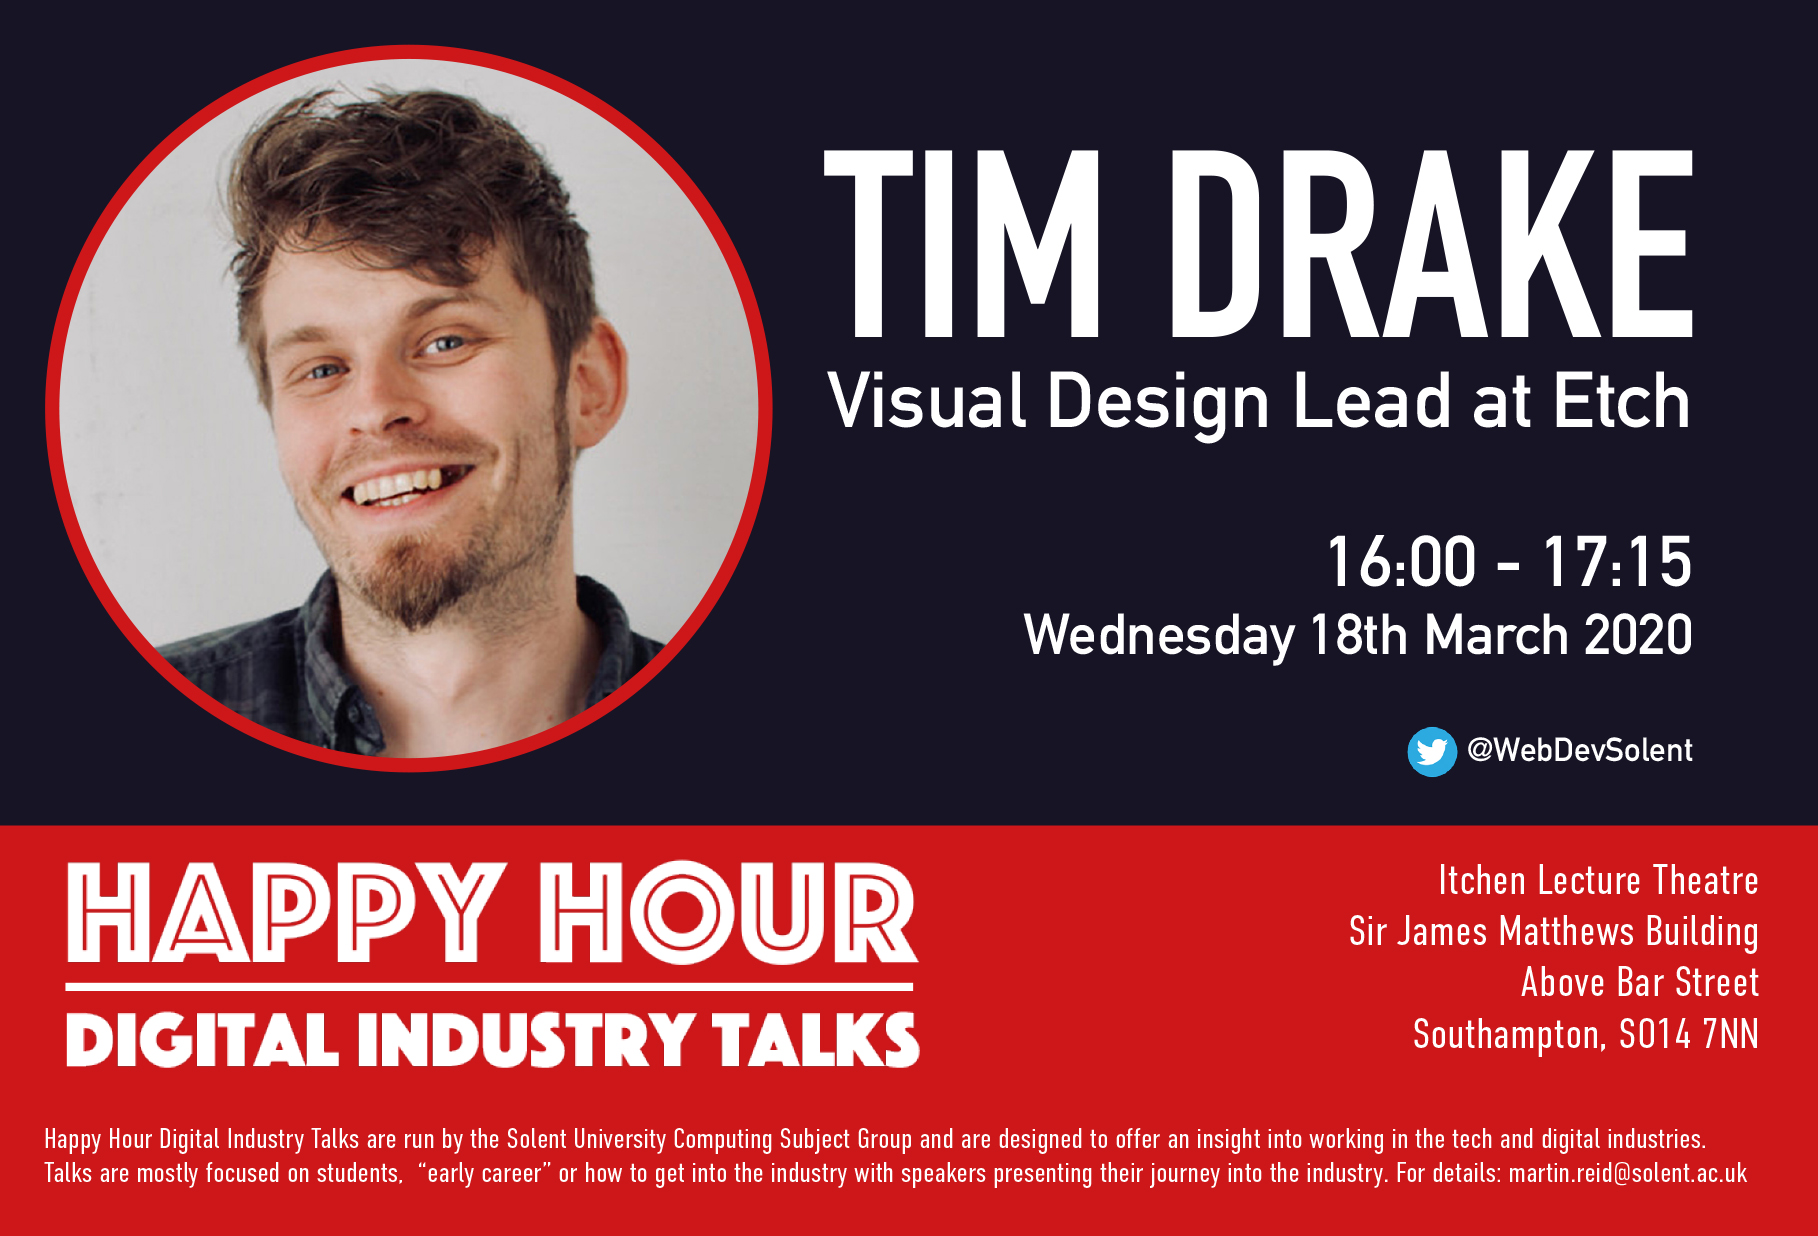 TIM DRAKE
Visual Design Lead at Etch
16:00 - 17:15
Wednesday 18th March 2020
@WebDevSolent
HAPPY HOUR
DIGITAL INDUSTRY TALKS
Itchen Lecture Theatre
Sir James Matthews Building
Above Bar Street
Southampton, SO14 7NN
Happy Hour Digital Industry Talks are run by the Solent University Computing Subject Group and are designed to offer an insight into working in the tech and digital industries.
Talks are mostly focused on students, “early career” or how to get into the industry with speakers presenting their journey into the industry. For details: martin.reid@solent.ac.uk